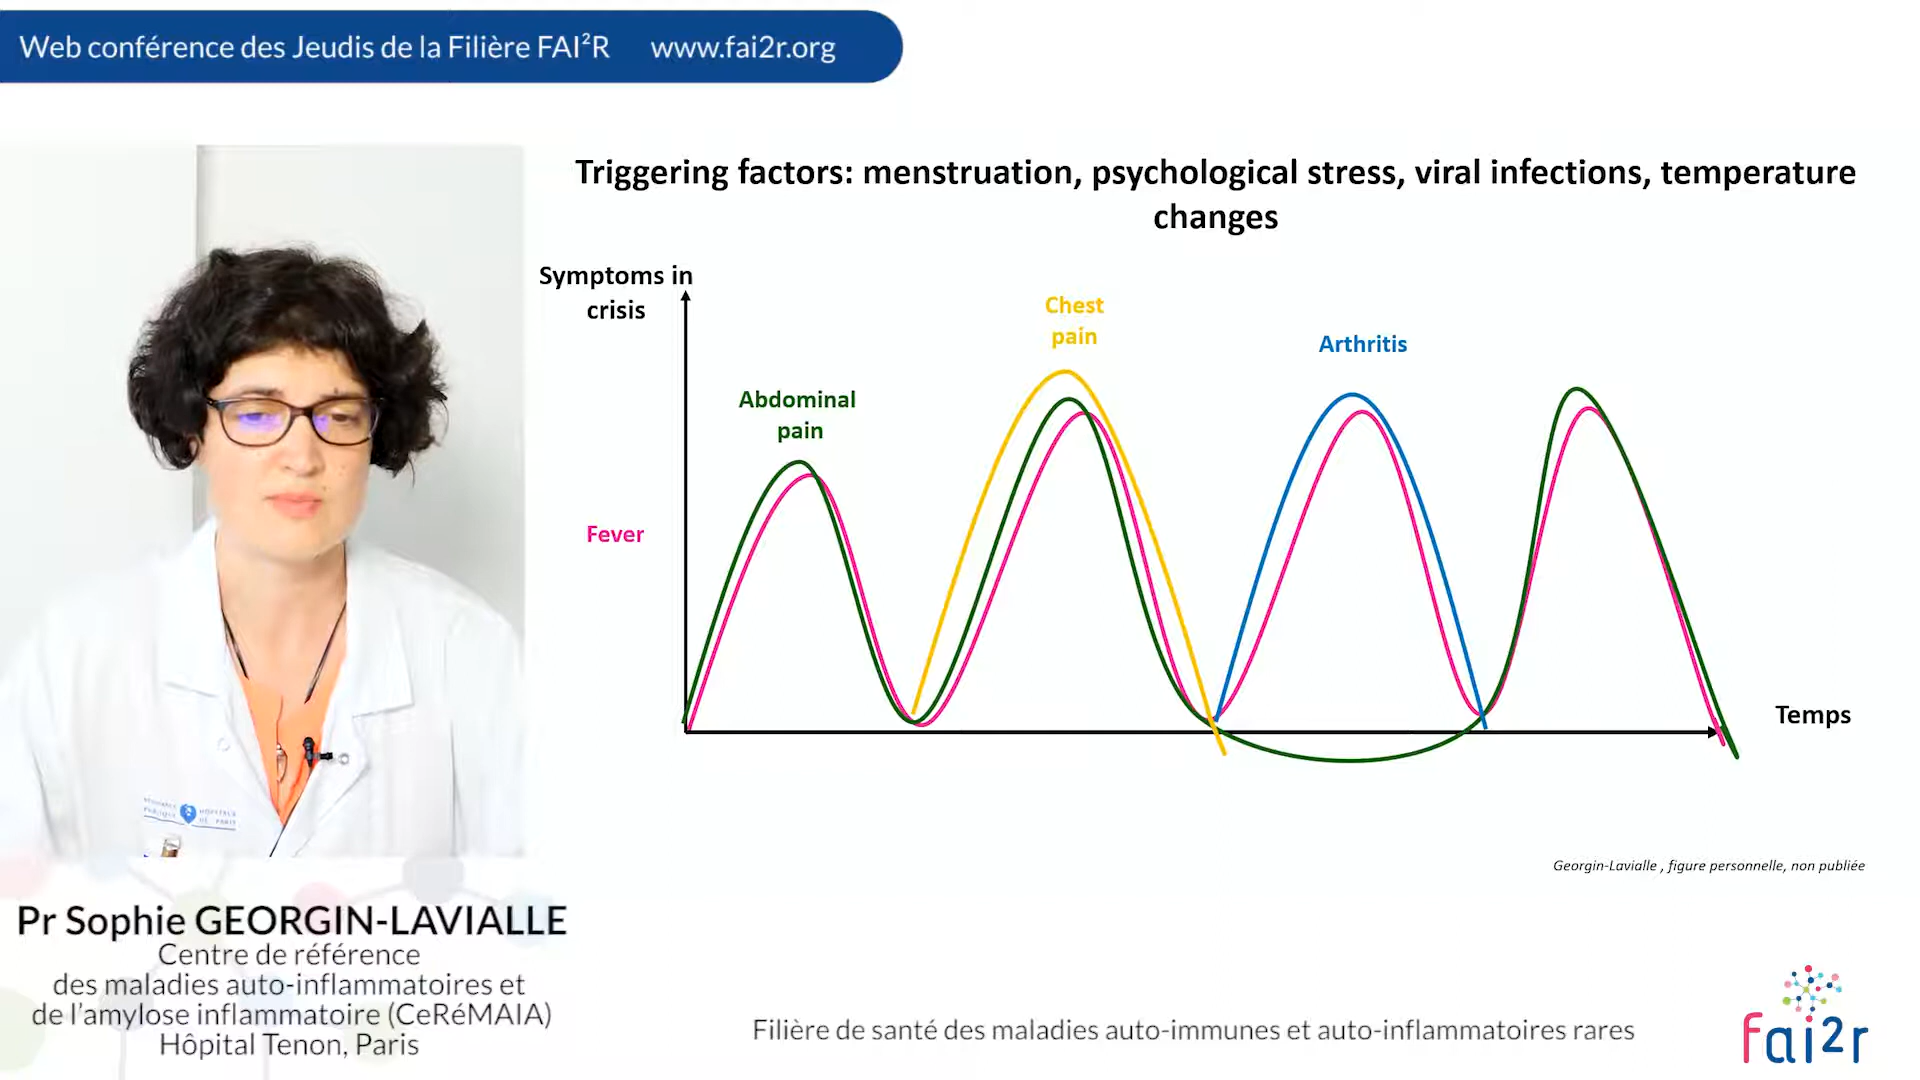 Web conférence des Jeudis de la Filière FAI²R www.fai2r.org
Triggering factors: menstruation, psychological stress, viral infections, temperature
changes
Symptoms in
crisis
Chest
pain
Arthritis
Abdominal
pain
Fever
Temps
Georgin-Lavialle , figure personnelle, non publiée
HÔPITAUX
DE PARIS
Pr Sophie GEORGIN-LAVIALLE
Centre de référence
des maladies auto-inflammatoires et
de l'amylose inflammatoire (CeRéMAIA)
Hôpital Tenon, Paris
Filière de santé des maladies auto-immunes et auto-inflammatoires rares
fai2r